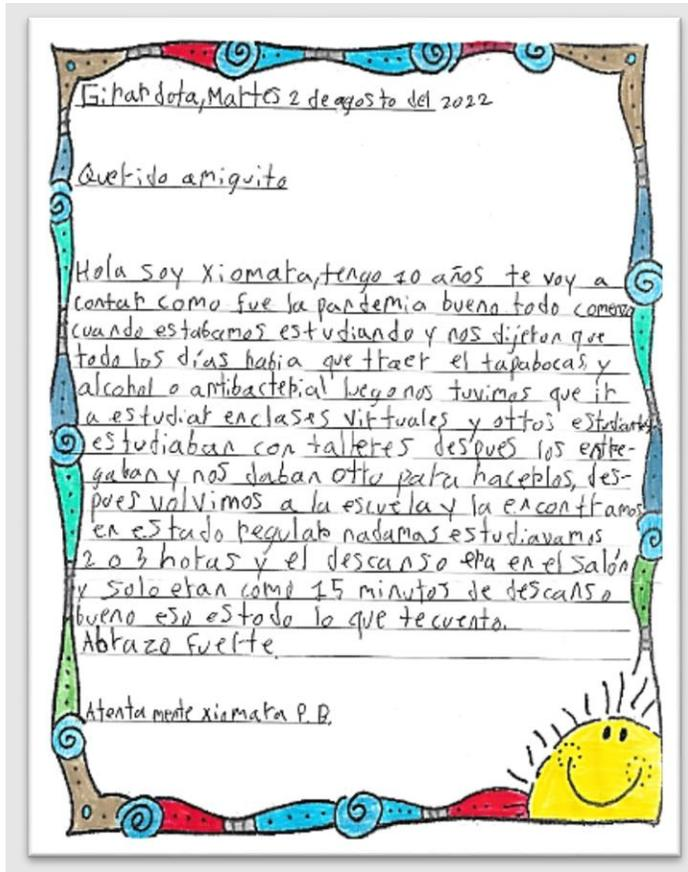 Girardota, Martes 2 de agosto del 2022
Querido amiguito
Hola soy Xiomara, tengo 10 años te voy a
contar como fue la pandemia bueno todo comenzo
cuando estabamos estudiando y nos dijeron que
todo los días habia que traer el tapabocas y
alcohol o antibacterial luego nos tuvimos que ir
a estudiar en clases virtuales y otros estudiantes
estudiaban con talleres despues los entre-
gaban y nos daban otro para hacerlos, des-
pues volvimos a la escuela y la encontramos
en estado regular nadamas estudiavamos
2 o 3 horas y el descanso era en el salón
y solo eran como 15 minutos de descanso
bueno eso es todo lo que te cuento.
Abrazo fuerte
Atentamente xiomara P. B.